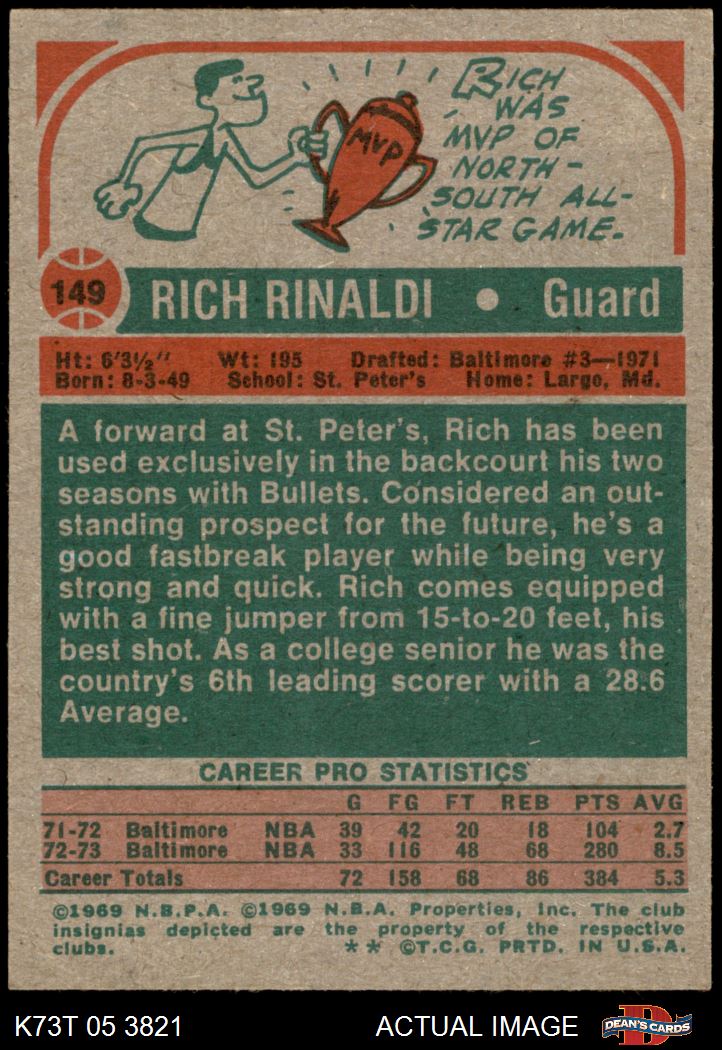 RICH
WAS
MVP OF
NORTH-
SOUTH ALL-
STAR GAME.
MVP
149 RICH RINALDI • Guard
Ht: 6'3½" Wt: 195 Drafted: Baltimore #3—1971
Born: 8-3-49 School: St. Peter's Home: Largo, Md.
A forward at St. Peter's, Rich has been
used exclusively in the backcourt his two
seasons with Bullets. Considered an out-
standing prospect for the future, he's a
good fastbreak player while being very
strong and quick. Rich comes equipped
with a fine jumper from 15-to-20 feet, his
best shot. As a college senior he was the
country's 6th leading scorer with a 28.6
Average.
CAREER PRO STATISTICS
G FG FT REB PTS AVG
71-72 Baltimore NBA 39 42 20 18 104 2.7
72-73 Baltimore NBA 33 116 48 68 280 8.5
Career Totals 72 158 68 86 384 5.3
©1969 N.B.P.A. ©1969 N.B.A. Properties, Inc. The club
insignias depicted are the property of the respective
clubs. ** ©T.C.G. PRTD. IN U.S.A.
K73T 05 3821 ACTUAL IMAGE DEAN'S CARDS